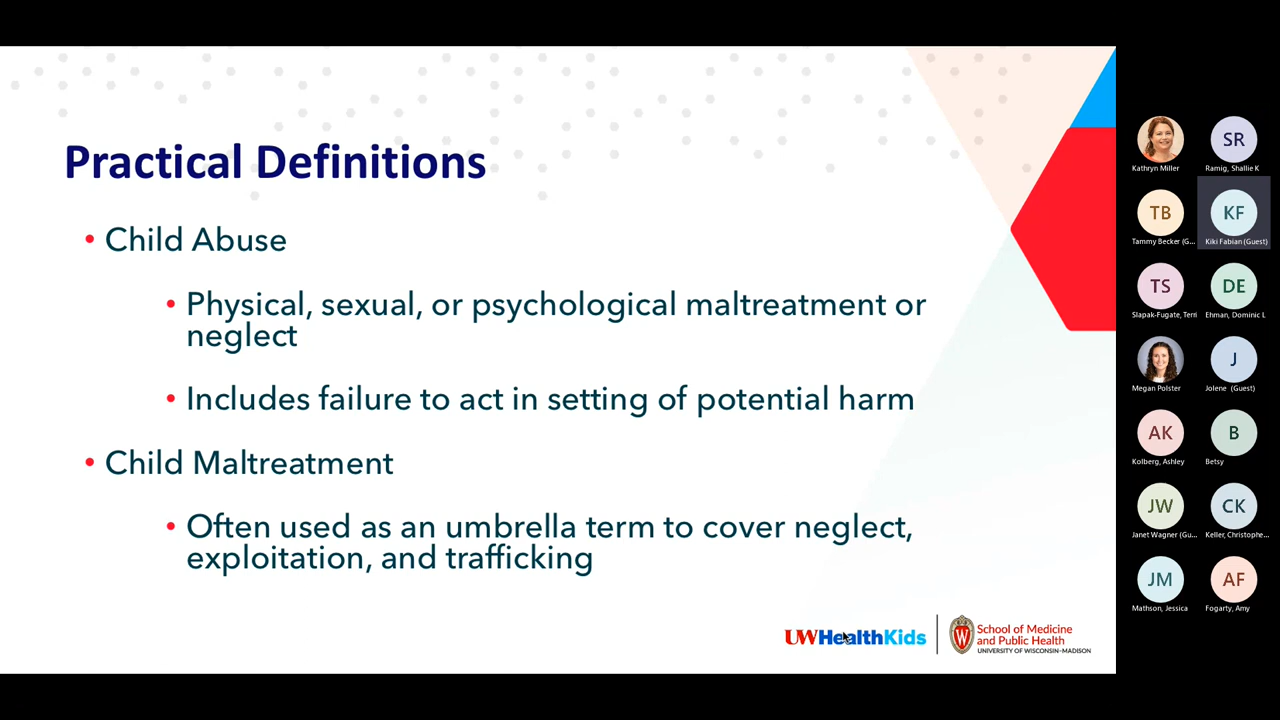 Practical Definitions
• Child Abuse
• Physical, sexual, or psychological maltreatment or
neglect
• Includes failure to act in setting of potential harm
• Child Maltreatment
• Often used as an umbrella term to cover neglect,
exploitation, and trafficking
UWHealthKids
School of Medicine
and Public Health
UNIVERSITY OF WISCONSIN-MADISON
Kathryn Miller
SR
Ramig, Shallie K
TB
Tammy Becker (G...
KF
Kiki Fabian (Guest)
TS
Slapak-Fugate, Terri
DE
Ehman, Dominic L
Megan Polster
J
Jolene (Guest)
AK
Kolberg, Ashley
B
Betsy
JW
Janet Wagner (Gu...
CK
Keller, Christophe...
JM
Mathson, Jessica
AF
Fogarty, Amy